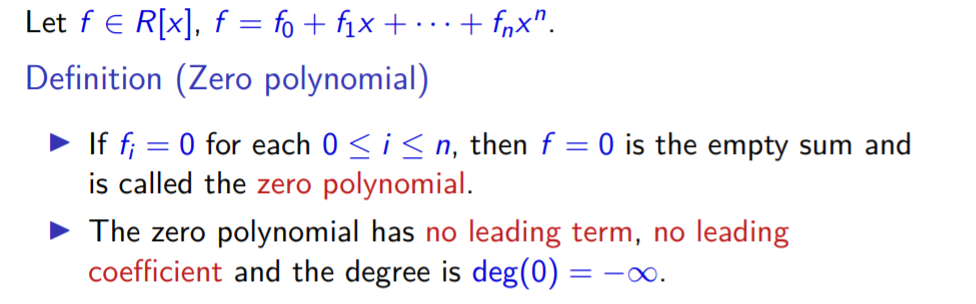 Let f ∈ R[x], f = f₀ + f₁x + ⋯ + fₙxⁿ.
Definition (Zero polynomial)
▶ If fᵢ = 0 for each 0 ≤ i ≤ n, then f = 0 is the empty sum and
is called the zero polynomial.
▶ The zero polynomial has no leading term, no leading
coefficient and the degree is deg(0) = −∞.